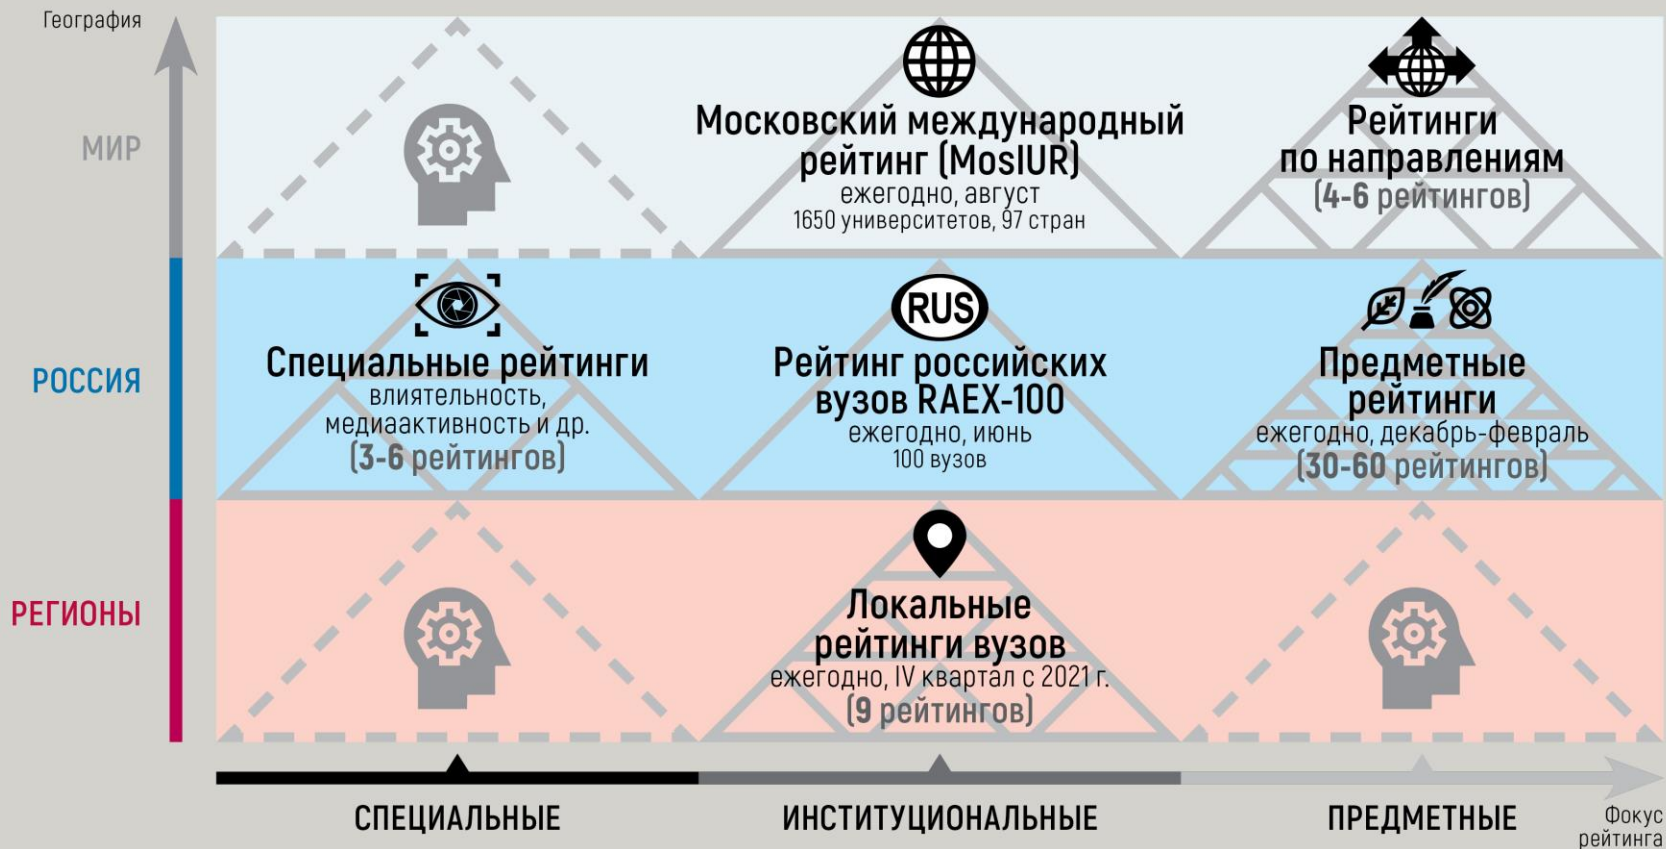 География
МИР
Московский международный
рейтинг (MosIUR)
ежегодно, август
1650 университетов, 97 стран
Рейтинги
по направлениям
(4-6 рейтингов)
РОССИЯ
Специальные рейтинги
влиятельность,
медиаактивность и др.
(3-6 рейтингов)
RUS
Рейтинг российских
вузов RAEX-100
ежегодно, июнь
100 вузов
Предметные
рейтинги
ежегодно, декабрь-февраль
(30-60 рейтингов)
РЕГИОНЫ
Локальные
рейтинги вузов
ежегодно, IV квартал с 2021 г.
(9 рейтингов)
СПЕЦИАЛЬНЫЕ
ИНСТИТУЦИОНАЛЬНЫЕ
ПРЕДМЕТНЫЕ
Фокус
рейтинга